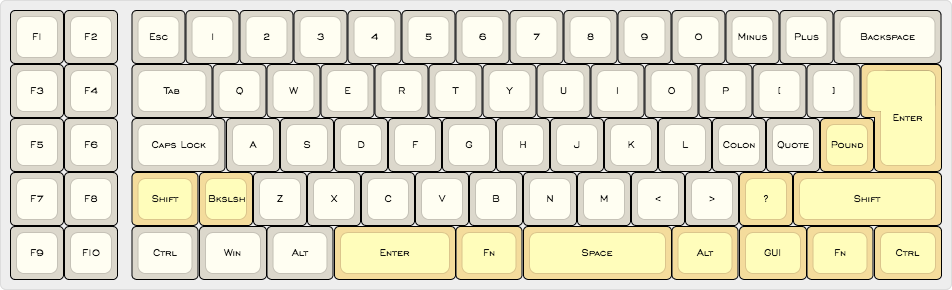 F1 F2 Esc 1 2 3 4 5 6 7 8 9 0 Minus Plus Backspace
F3 F4 Tab Q W E R T Y U I O P [ ] Enter
F5 F6 Caps Lock A S D F G H J K L Colon Quote Pound
F7 F8 Shift Bkslsh Z X C V B N M < > ? Shift
F9 F10 Ctrl Win Alt Enter Fn Space Alt GUI Fn Ctrl